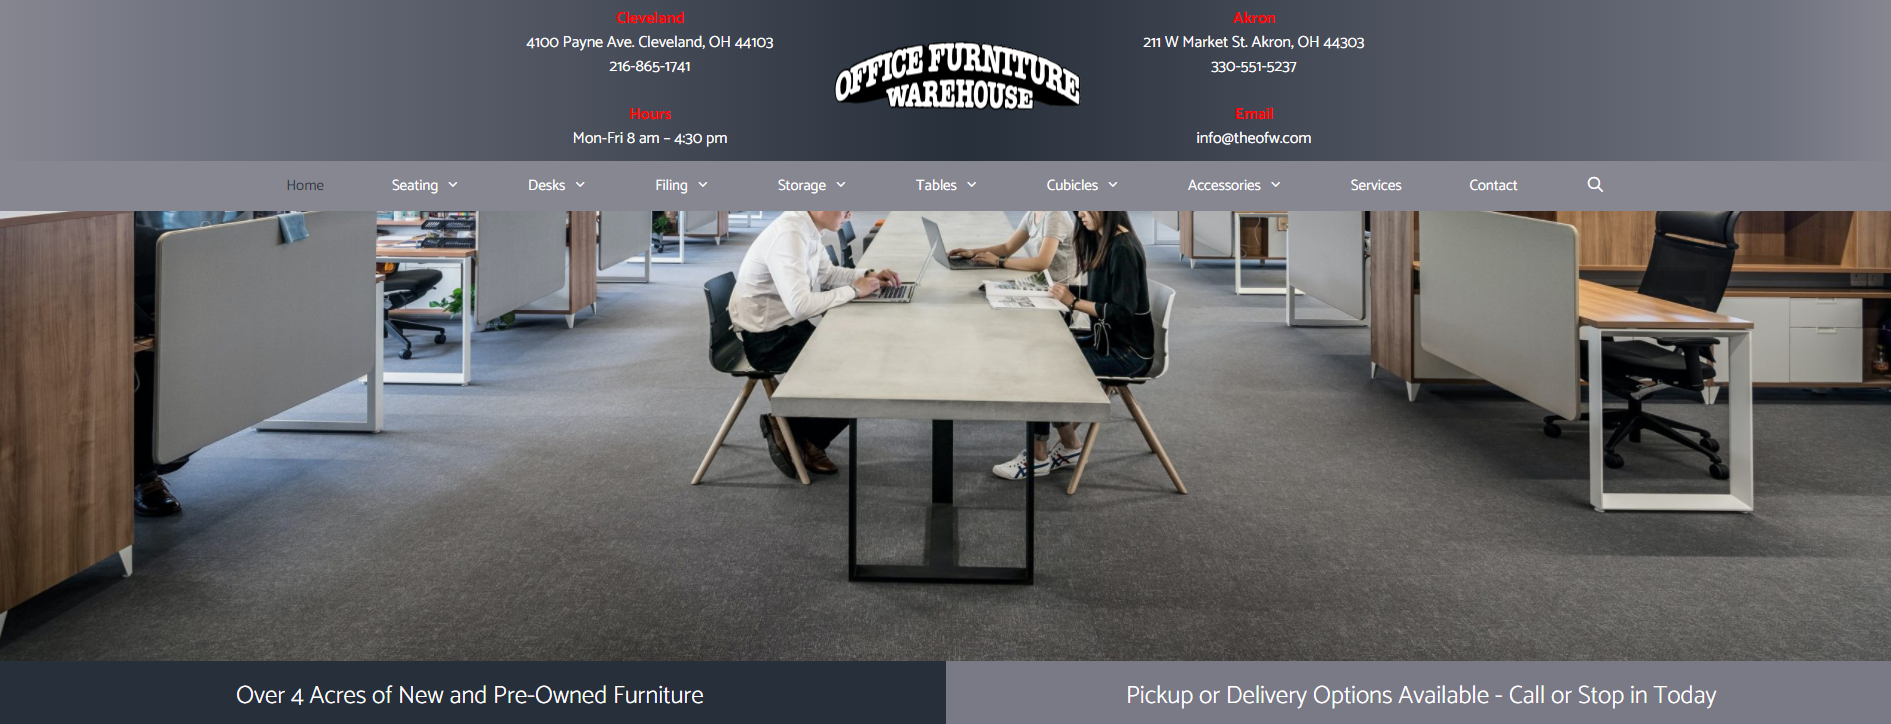 Cleveland
4100 Payne Ave. Cleveland, OH 44103
216-865-1741
Hours
Mon-Fri 8 am – 4:30 pm
OFFICE FURNITURE
WAREHOUSE
Akron
211 W Market St. Akron, OH 44303
330-551-5237
Email
info@theofw.com
Home Seating Desks Filing Storage Tables Cubicles Accessories Services Contact
Over 4 Acres of New and Pre-Owned Furniture
Pickup or Delivery Options Available - Call or Stop in Today